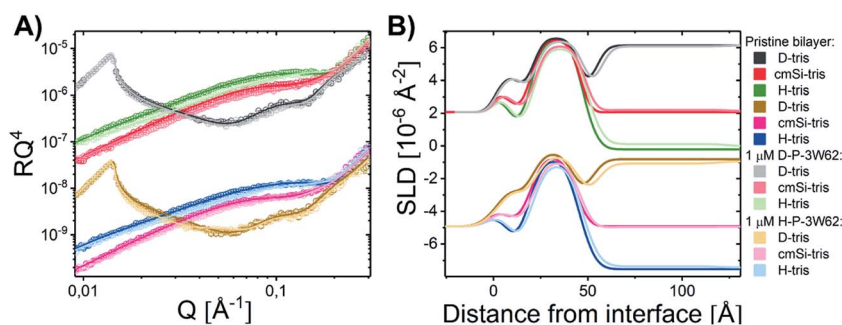 A)
RQ⁴
10⁻⁵
10⁻⁶
10⁻⁷
10⁻⁸
10⁻⁹
0,01
0,1
Q [Å⁻¹]
B)
SLD [10⁻⁶ Å⁻²]
6
4
2
0
-2
-4
-6
0
50
100
Distance from interface [Å]
Pristine bilayer:
D-tris
cmSi-tris
H-tris
D-tris
cmSi-tris
H-tris
1 µM D-P-3W62:
D-tris
cmSi-tris
H-tris
1 µM H-P-3W62:
D-tris
cmSi-tris
H-tris